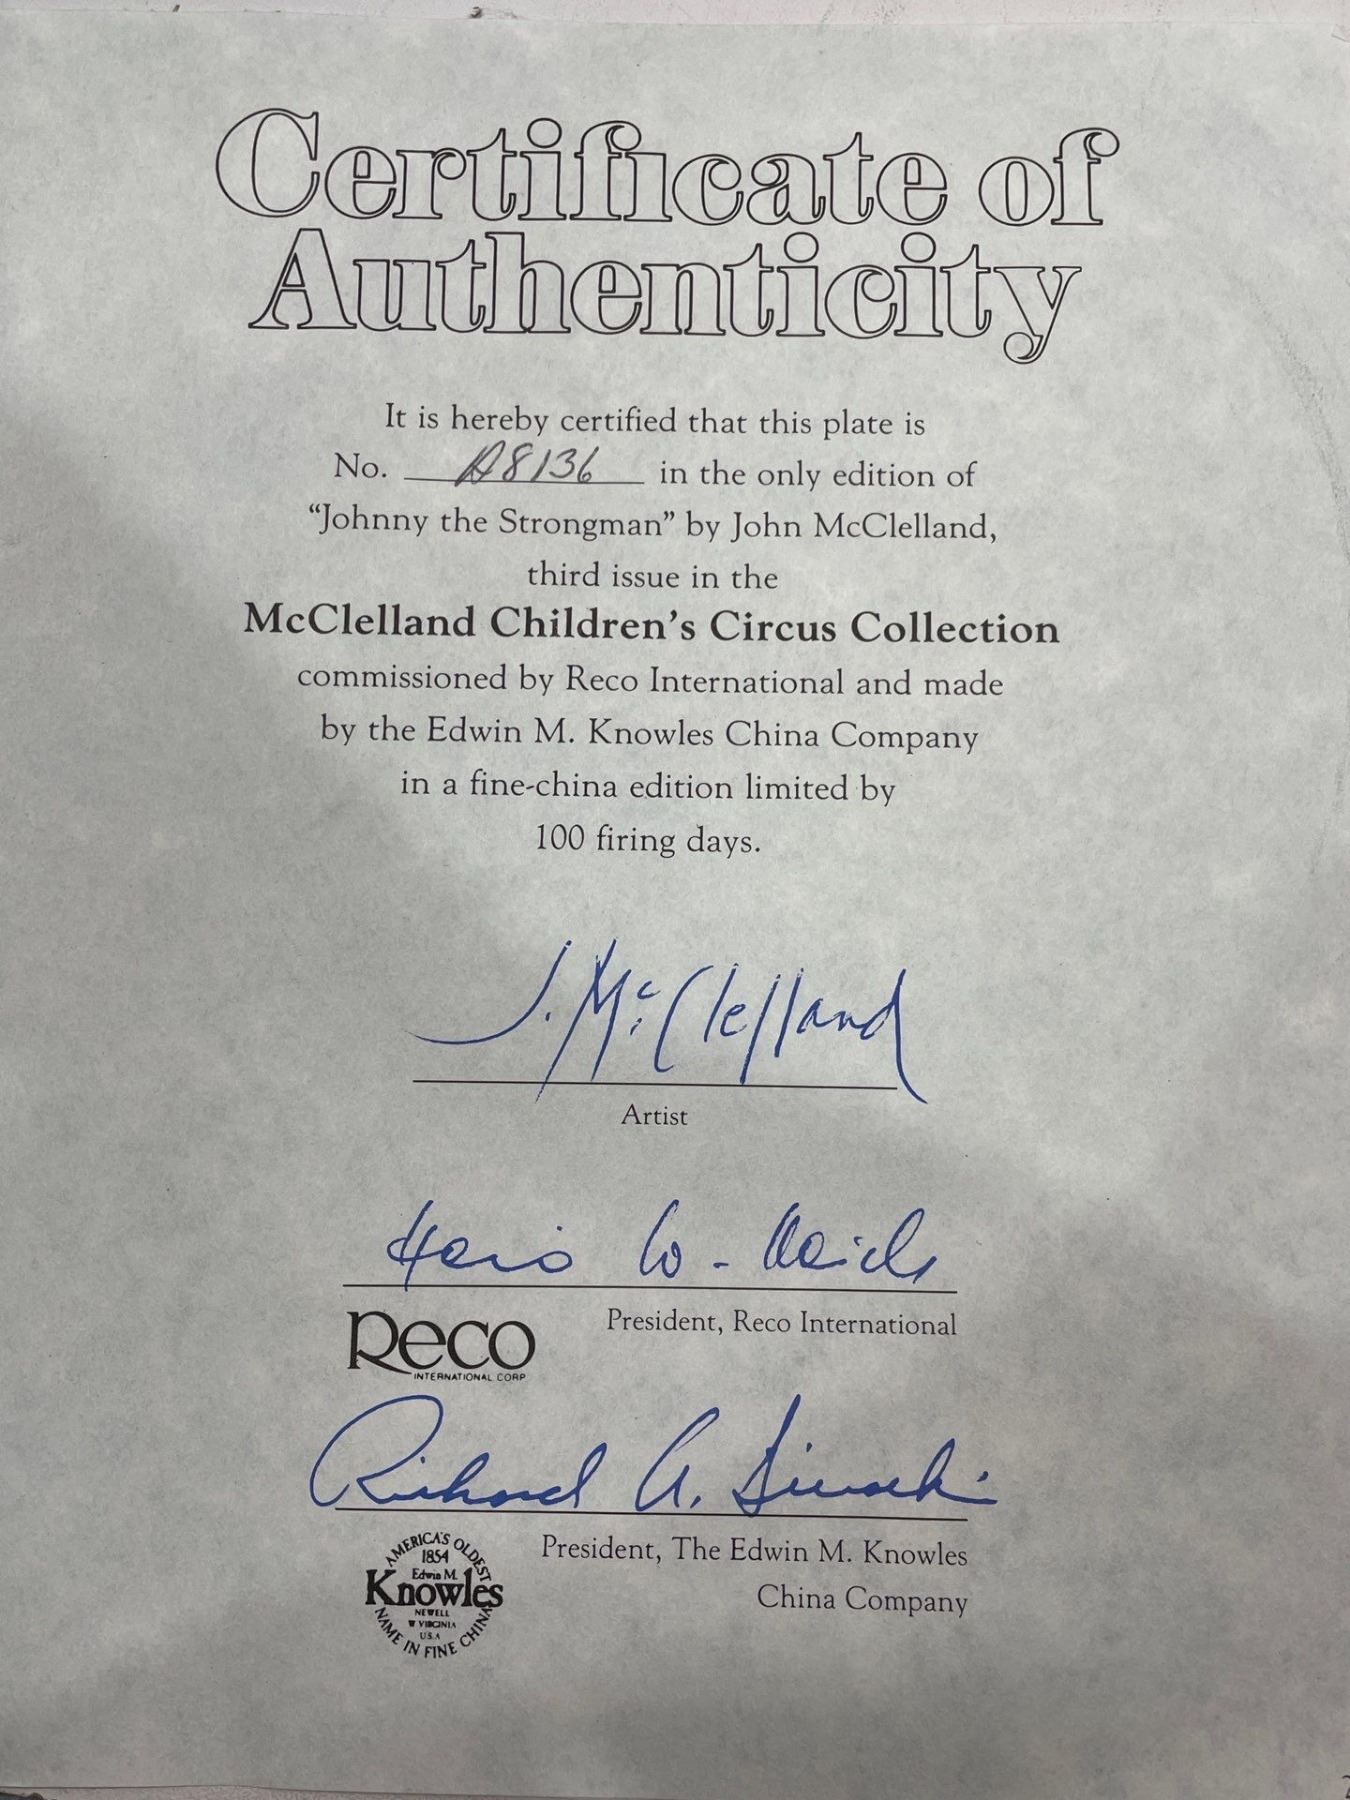 Certificate of
Authenticity
It is hereby certified that this plate is
No. A8136 in the only edition of
“Johnny the Strongman” by John McClelland,
third issue in the
McClelland Children’s Circus Collection
commissioned by Reco International and made
by the Edwin M. Knowles China Company
in a fine-china edition limited by
100 firing days.
J. McClelland
Artist
W.
President, Reco International
Reco
INTERNATIONAL CORP
Richard A.
President, The Edwin M. Knowles
China Company
AMERICA'S OLDEST
1854
Edwin M.
Knowles
NEWELL
W VIRGINIA
U.S.A
NAME IN FINE CHINA